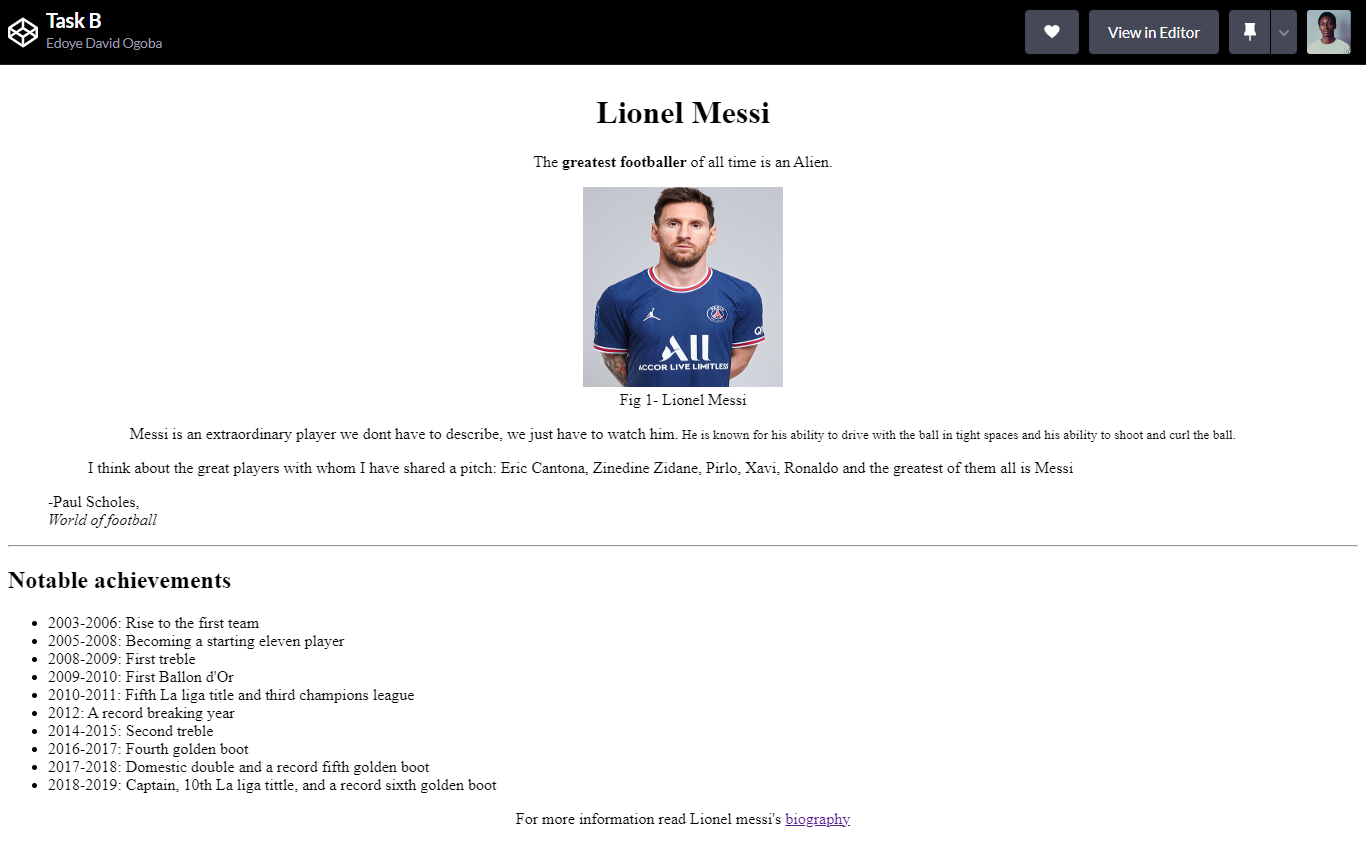 Task B
Edoye David Ogoba
View in Editor
Lionel Messi
The greatest footballer of all time is an Alien.
PARIS
QA
All
ACCOR LIVE LIMITLESS
Fig 1- Lionel Messi
Messi is an extraordinary player we dont have to describe, we just have to watch him. He is known for his ability to drive with the ball in tight spaces and his ability to shoot and curl the ball.
I think about the great players with whom I have shared a pitch: Eric Cantona, Zinedine Zidane, Pirlo, Xavi, Ronaldo and the greatest of them all is Messi
-Paul Scholes,
World of football
Notable achievements
2003-2006: Rise to the first team
2005-2008: Becoming a starting eleven player
2008-2009: First treble
2009-2010: First Ballon d'Or
2010-2011: Fifth La liga title and third champions league
2012: A record breaking year
2014-2015: Second treble
2016-2017: Fourth golden boot
2017-2018: Domestic double and a record fifth golden boot
2018-2019: Captain, 10th La liga tittle, and a record sixth golden boot
For more information read Lionel messi's biography